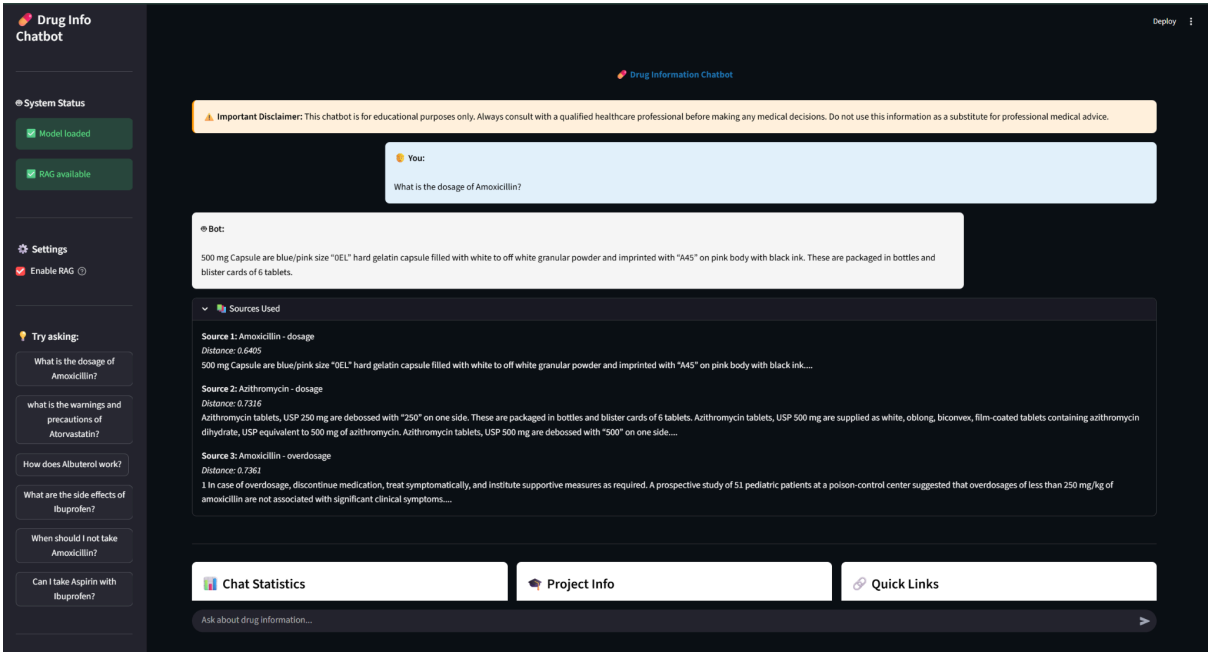 Drug Info
Chatbot
System Status
Model loaded
RAG available
Settings
Enable RAG
Try asking:
What is the dosage of
Amoxicillin?
what is the warnings and
precautions of
Atorvastatin?
How does Albuterol work?
What are the side effects of
Ibuprofen?
When should I not take
Amoxicillin?
Can I take Aspirin with
Ibuprofen?
Deploy
Drug Information Chatbot
Important Disclaimer: This chatbot is for educational purposes only. Always consult with a qualified healthcare professional before making any medical decisions. Do not use this information as a substitute for professional medical advice.
You:
What is the dosage of Amoxicillin?
Bot:
500 mg Capsule are blue/pink size “0EL” hard gelatin capsule filled with white to off white granular powder and imprinted with “A45” on pink body with black ink. These are packaged in bottles and
blister cards of 6 tablets.
Sources Used
Source 1: Amoxicillin - dosage
Distance: 0.6405
500 mg Capsule are blue/pink size “0EL” hard gelatin capsule filled with white to off white granular powder and imprinted with “A45” on pink body with black ink....
Source 2: Azithromycin - dosage
Distance: 0.7316
Azithromycin tablets, USP 250 mg are debossed with “250” on one side. These are packaged in bottles and blister cards of 6 tablets. Azithromycin tablets, USP 500 mg are supplied as white, oblong, biconvex, film-coated tablets containing azithromycin
dihydrate, USP equivalent to 500 mg of azithromycin. Azithromycin tablets, USP 500 mg are debossed with “500” on one side....
Source 3: Amoxicillin - overdosage
Distance: 0.7361
1 In case of overdosage, discontinue medication, treat symptomatically, and institute supportive measures as required. A prospective study of 51 pediatric patients at a poison-control center suggested that overdosages of less than 250 mg/kg of
amoxicillin are not associated with significant clinical symptoms....
Chat Statistics
Project Info
Quick Links
Ask about drug information...